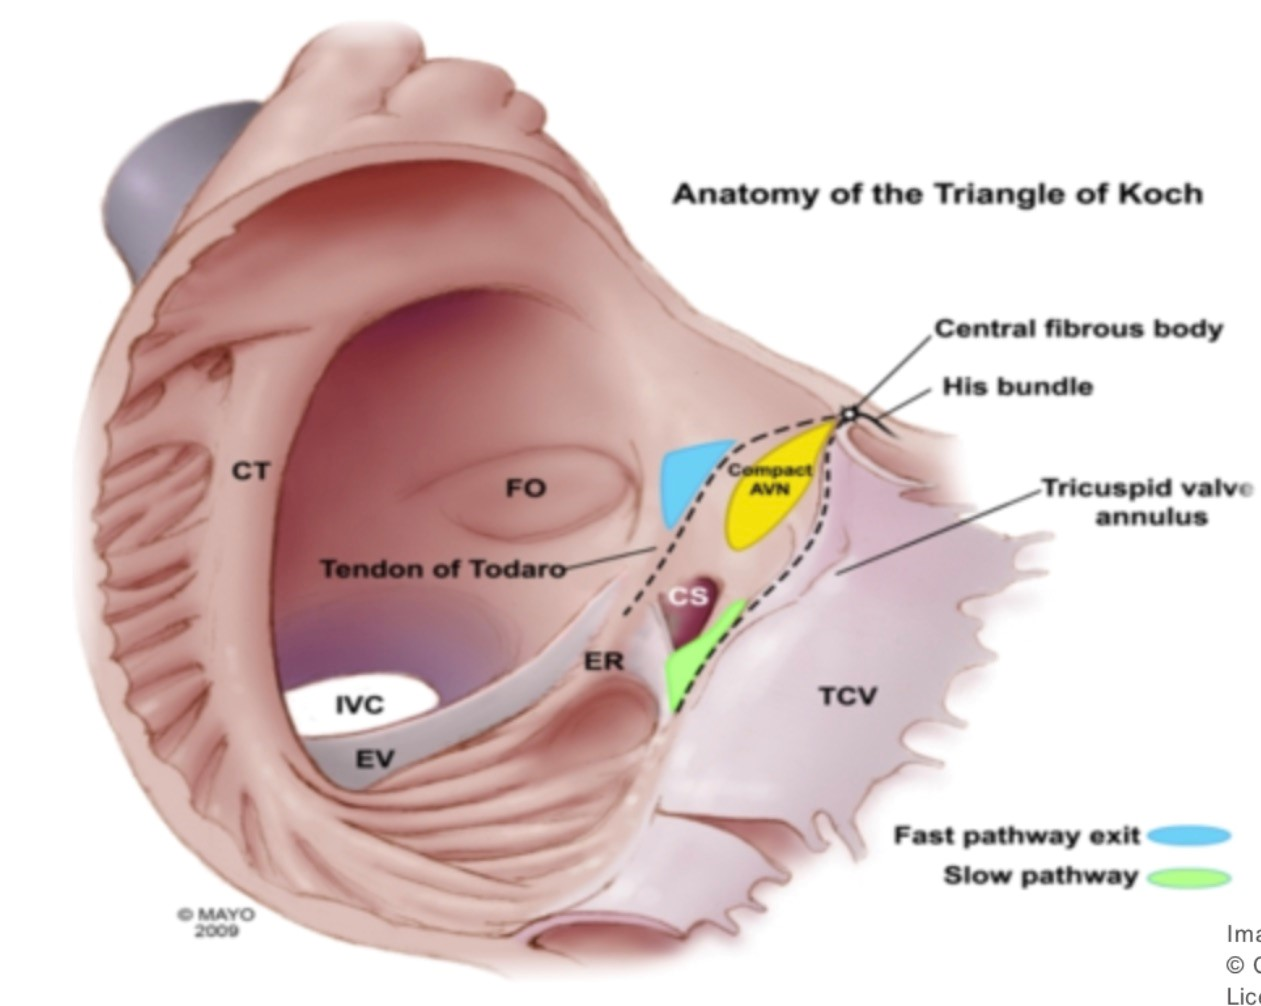 Anatomy of the Triangle of Koch
Central fibrous body
His bundle
CT
FO
Compact
AVN
Tricuspid valve
annulus
Tendon of Todaro
CS
ER
IVC
TCV
EV
Fast pathway exit
Slow pathway
© MAYO
2009
©